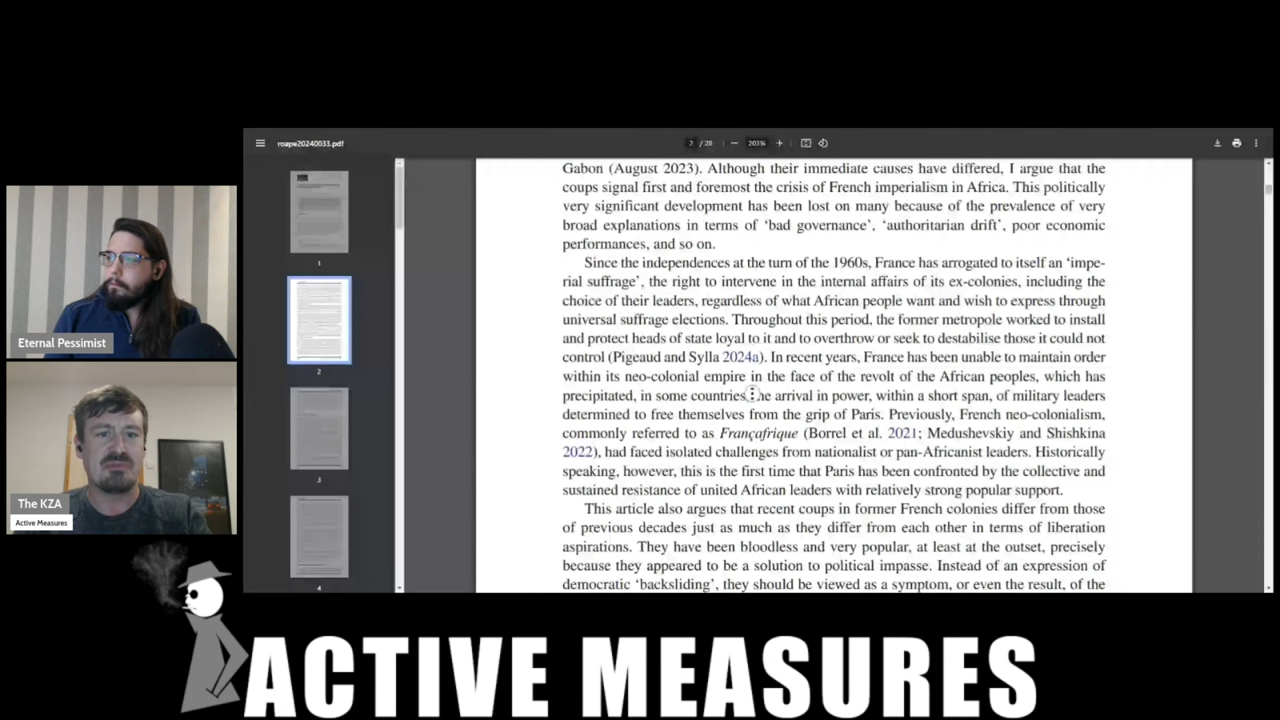 roape20240033.pdf
2 / 28
203%
Gabon (August 2023). Although their immediate causes have differed, I argue that the
coups signal first and foremost the crisis of French imperialism in Africa. This politically
very significant development has been lost on many because of the prevalence of very
broad explanations in terms of ‘bad governance’, ‘authoritarian drift’, poor economic
performances, and so on.
Since the independences at the turn of the 1960s, France has arrogated to itself an ‘impe-
rial suffrage’, the right to intervene in the internal affairs of its ex-colonies, including the
choice of their leaders, regardless of what African people want and wish to express through
universal suffrage elections. Throughout this period, the former metropole worked to install
and protect heads of state loyal to it and to overthrow or seek to destabilise those it could not
control (Pigeaud and Sylla 2024a). In recent years, France has been unable to maintain order
within its neo-colonial empire in the face of the revolt of the African peoples, which has
precipitated, in some countries, he arrival in power, within a short span, of military leaders
determined to free themselves from the grip of Paris. Previously, French neo-colonialism,
commonly referred to as Françafrique (Borrel et al. 2021; Medushevskiy and Shishkina
2022), had faced isolated challenges from nationalist or pan-Africanist leaders. Historically
speaking, however, this is the first time that Paris has been confronted by the collective and
sustained resistance of united African leaders with relatively strong popular support.
This article also argues that recent coups in former French colonies differ from those
of previous decades just as much as they differ from each other in terms of liberation
aspirations. They have been bloodless and very popular, at least at the outset, precisely
because they appeared to be a solution to political impasse. Instead of an expression of
democratic ‘backsliding’, they should be viewed as a symptom, or even the result, of the
1
2
3
4
Eternal Pessimist
The KZA
Active Measures
ACTIVE MEASURES